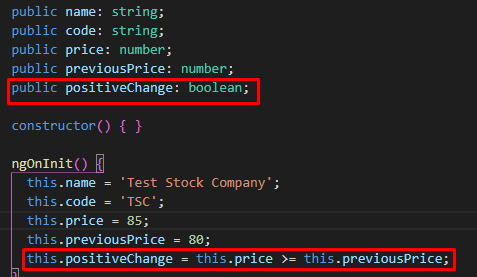 public name: string;
public code: string;
public price: number;
public previousPrice: number;
public positiveChange: boolean;
constructor() { }
ngOnInit() {
this.name = 'Test Stock Company';
this.code = 'TSC';
this.price = 85;
this.previousPrice = 80;
this.positiveChange = this.price >= this.previousPrice;
}